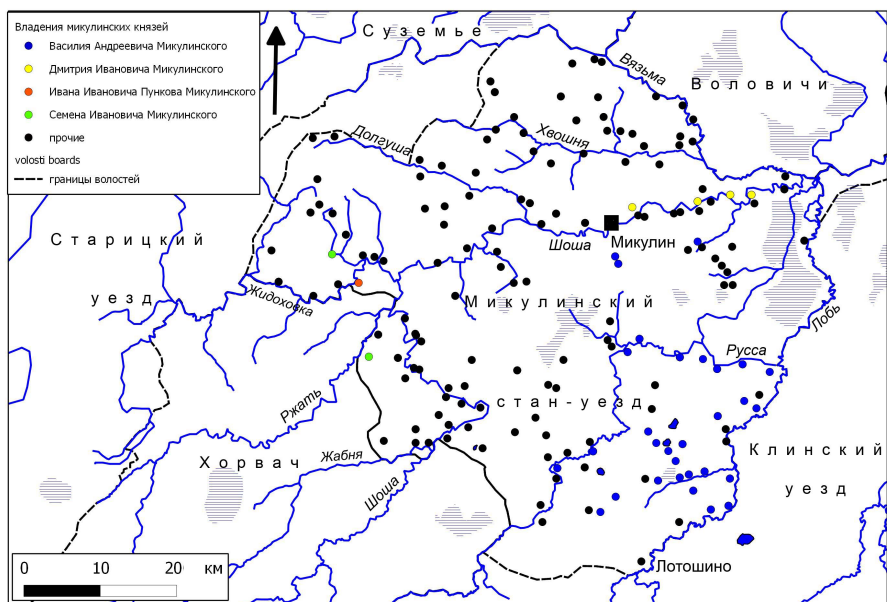 Владения микулинских князей
Василия Андреевича Микулинского
Дмитрия Ивановича Микулинского
Ивана Ивановича Пункова Микулинского
Семена Ивановича Микулинского
прочие
volosti boards
границы волостей
Суземье
Вязьма
Воловичи
Долгуша
Хвошня
Старицкий
уезд
Шоша
Микулин
Жидоховка
Микулинский
Лобь
Русса
Ржать
стан-уезд
Хорвач
Жабня
Шоша
Клинский
уезд
Лотошино
0 10 20 км